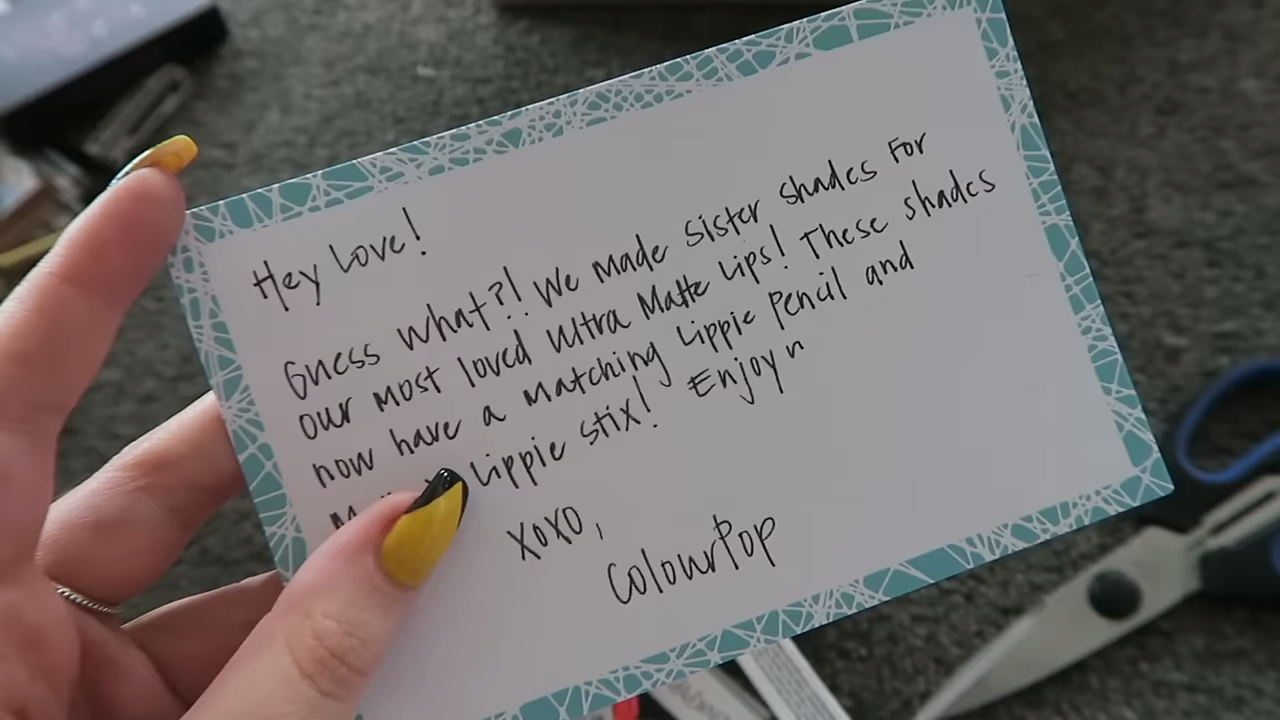 Hey Love!
Guess what?! We made sister shades for
our most loved Ultra Matte Lips! These shades
now have a matching Lippie Pencil and
Lippie Stix! Enjoy
xoxo,
ColourPop